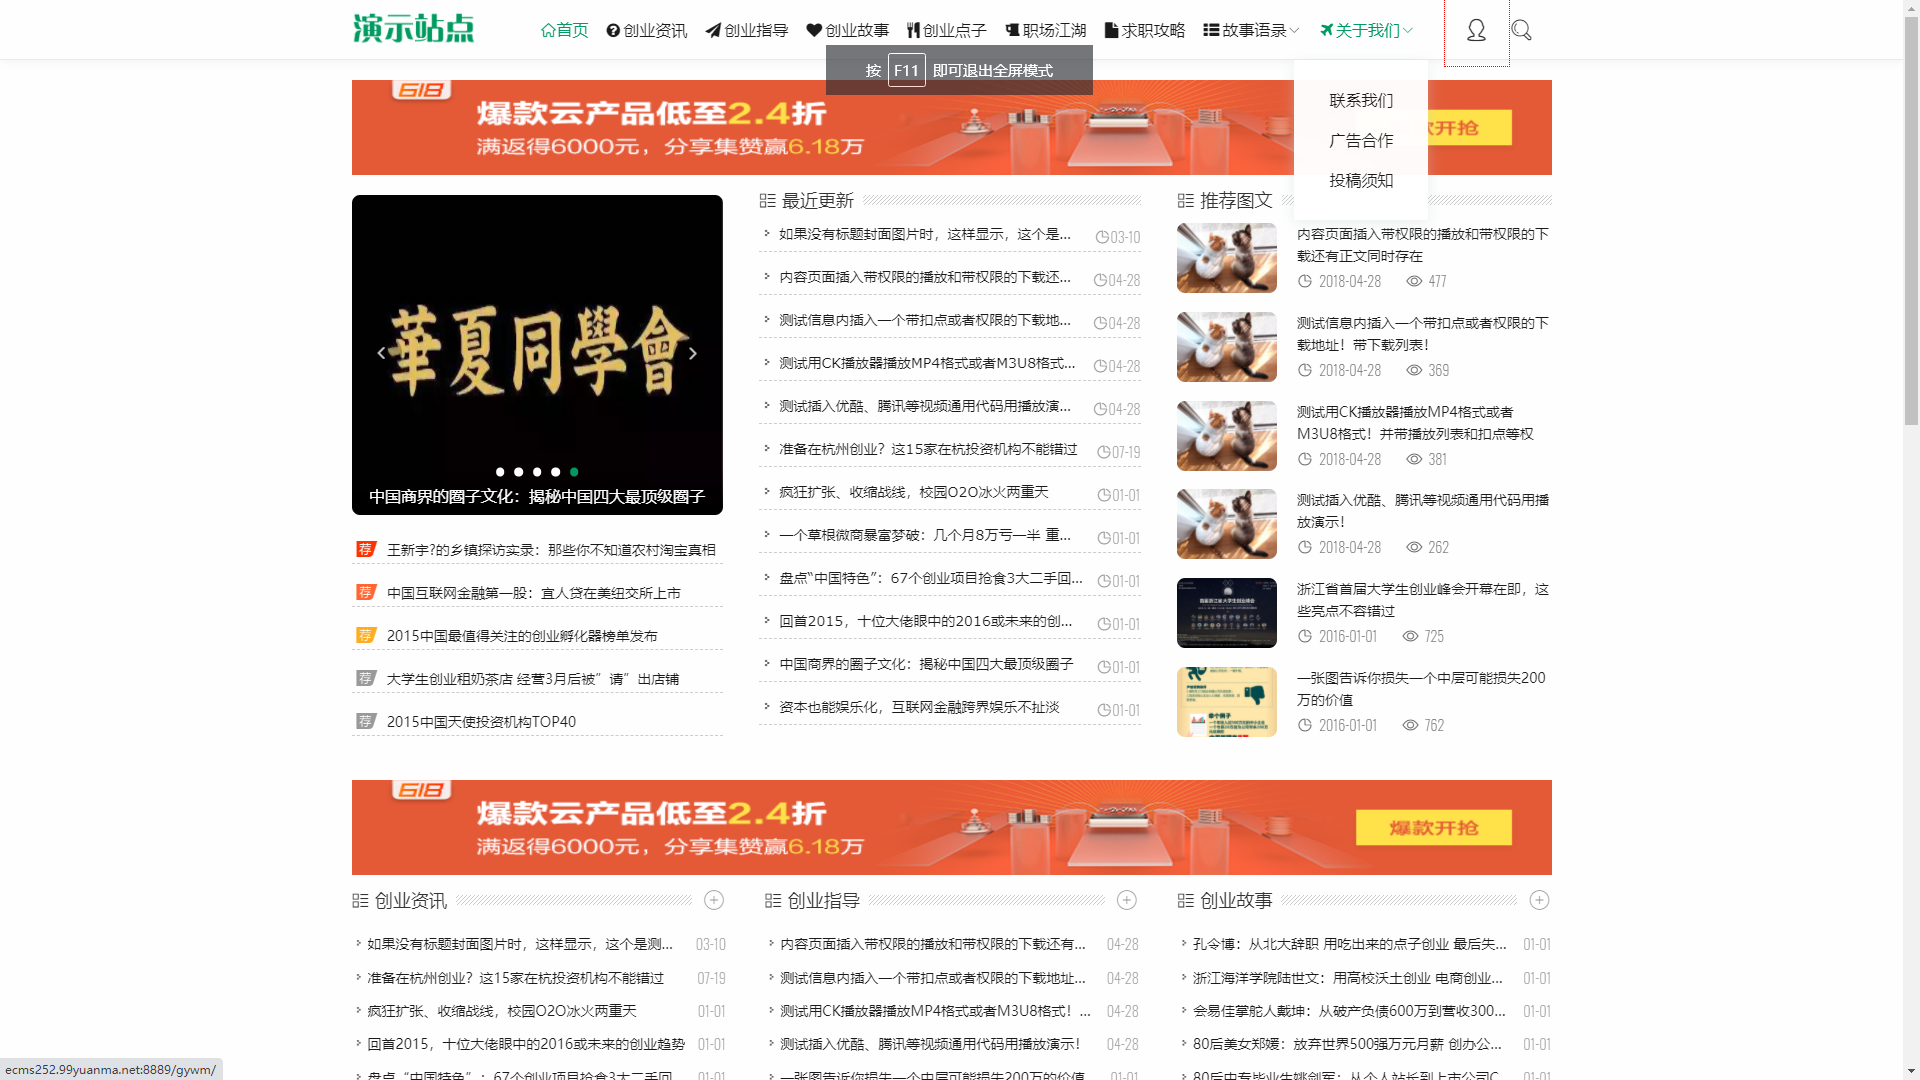 演示站点
首页
创业资讯
创业指导
创业故事
创业点子
职场江湖
求职攻略
故事语录
关于我们
按 F11 即可退出全屏模式
联系我们
广告合作
投稿须知
618
爆款云产品低至2.4折
满返得6000元，分享集赞赢6.18万
欢开抢
華夏同學會
中国商界的圈子文化：揭秘中国四大最顶级圈子
荐 王新宇?的乡镇探访实录：那些你不知道农村淘宝真相
荐 中国互联网金融第一股：宜人贷在美纽交所上市
荐 2015中国最值得关注的创业孵化器榜单发布
荐 大学生创业租奶茶店 经营3月后被”请”出店铺
荐 2015中国天使投资机构TOP40
最近更新
如果没有标题封面图片时，这样显示，这个是... 03-10
内容页面插入带权限的播放和带权限的下载还... 04-28
测试信息内插入一个带扣点或者权限的下载地... 04-28
测试用CK播放器播放MP4格式或者M3U8格式... 04-28
测试插入优酷、腾讯等视频通用代码用播放演... 04-28
准备在杭州创业？这15家在杭投资机构不能错过 07-19
疯狂扩张、收缩战线，校园O2O冰火两重天 01-01
一个草根微商暴富梦破：几个月8万亏一半 重... 01-01
盘点“中国特色”：67个创业项目抢食3大二手回... 01-01
回首2015，十位大佬眼中的2016或未来的创... 01-01
中国商界的圈子文化：揭秘中国四大最顶级圈子 01-01
资本也能娱乐化，互联网金融跨界娱乐不扯淡 01-01
推荐图文
内容页面插入带权限的播放和带权限的下
载还有正文同时存在
2018-04-28 477
测试信息内插入一个带扣点或者权限的下
载地址！带下载列表！
2018-04-28 369
测试用CK播放器播放MP4格式或者
M3U8格式！并带播放列表和扣点等权
2018-04-28 381
测试插入优酷、腾讯等视频通用代码用播
放演示！
2018-04-28 262
浙江省首届大学生创业峰会开幕在即，这
些亮点不容错过
2016-01-01 725
一张图告诉你损失一个中层可能损失200
万的价值
2016-01-01 762
618
爆款云产品低至2.4折
满返得6000元，分享集赞赢6.18万
爆款开抢
创业资讯
如果没有标题封面图片时，这样显示，这个是测... 03-10
准备在杭州创业？这15家在杭投资机构不能错过 07-19
疯狂扩张、收缩战线，校园O2O冰火两重天 01-01
回首2015，十位大佬眼中的2016或未来的创业趋势 01-01
盘点“中国特色”：67个创业项目抢食3大二手回... 01-01
创业指导
内容页面插入带权限的播放和带权限的下载还有... 04-28
测试信息内插入一个带扣点或者权限的下载地址... 04-28
测试用CK播放器播放MP4格式或者M3U8格式！... 04-28
测试插入优酷、腾讯等视频通用代码用播放演示！ 04-28
一张图告诉你损失一个中层可能损失200万的价值 01-01
创业故事
孔令博：从北大辞职 用吃出来的点子创业 最后失... 01-01
浙江海洋学院陆世文：用高校沃土创业 电商创业... 01-01
会易佳掌舵人戴坤：从破产负债600万到营收300... 01-01
80后美女郑媛：放弃世界500强万元月薪 创办公... 01-01
80后中专毕业生姚剑军：从个人站长到上市公司C... 01-01
ecms252.99yuanma.net:8889/gywm/